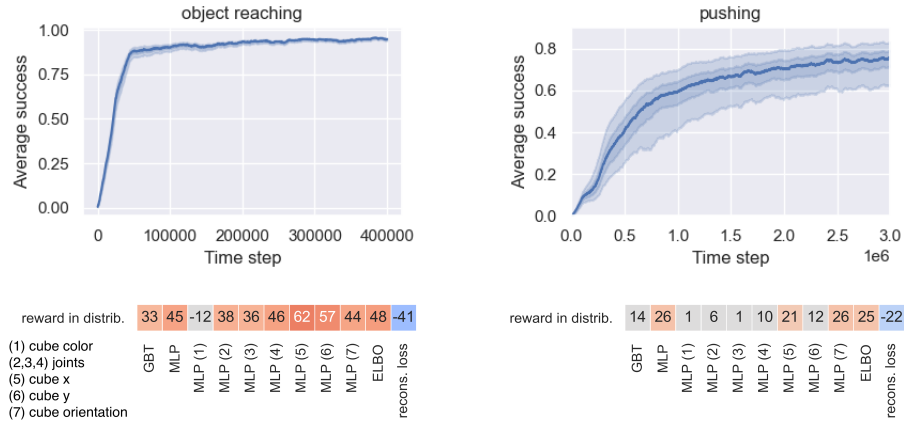 object reaching
1.00
0.75
0.50
0.25
0.00
Average success
0 100000 200000 300000 400000
Time step
pushing
0.8
0.6
0.4
0.2
0.0
Average success
0.0 0.5 1.0 1.5 2.0 2.5 3.0
1e6
Time step
reward in distrib. 33 45 -12 38 36 46 62 57 44 48 -41
GBT
MLP
MLP (1)
MLP (2)
MLP (3)
MLP (4)
MLP (5)
MLP (6)
MLP (7)
ELBO
recons. loss
(1) cube color
(2,3,4) joints
(5) cube x
(6) cube y
(7) cube orientation
reward in distrib. 14 26 1 6 1 10 21 12 26 25 -22
GBT
MLP
MLP (1)
MLP (2)
MLP (3)
MLP (4)
MLP (5)
MLP (6)
MLP (7)
ELBO
recons. loss